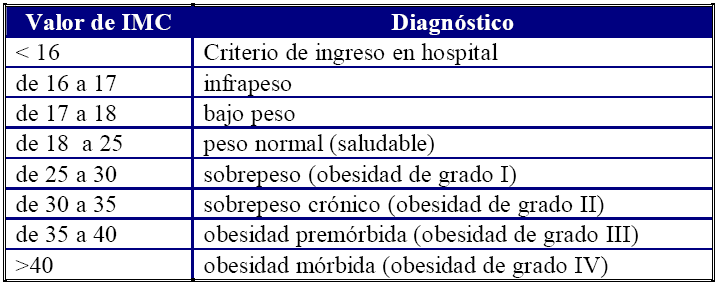 Valor de IMC Diagnóstico
< 16 Criterio de ingreso en hospital
de 16 a 17 infrapeso
de 17 a 18 bajo peso
de 18 a 25 peso normal (saludable)
de 25 a 30 sobrepeso (obesidad de grado I)
de 30 a 35 sobrepeso crónico (obesidad de grado II)
de 35 a 40 obesidad premórbida (obesidad de grado III)
>40 obesidad mórbida (obesidad de grado IV)